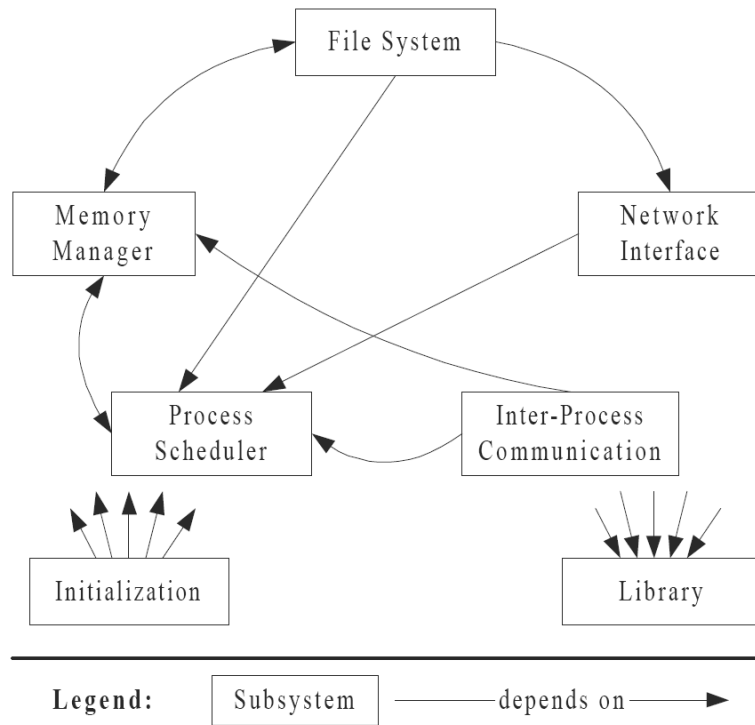 File System
Memory
Manager
Network
Interface
Process
Scheduler
Inter-Process
Communication
Initialization
Library
Legend:
Subsystem
depends on